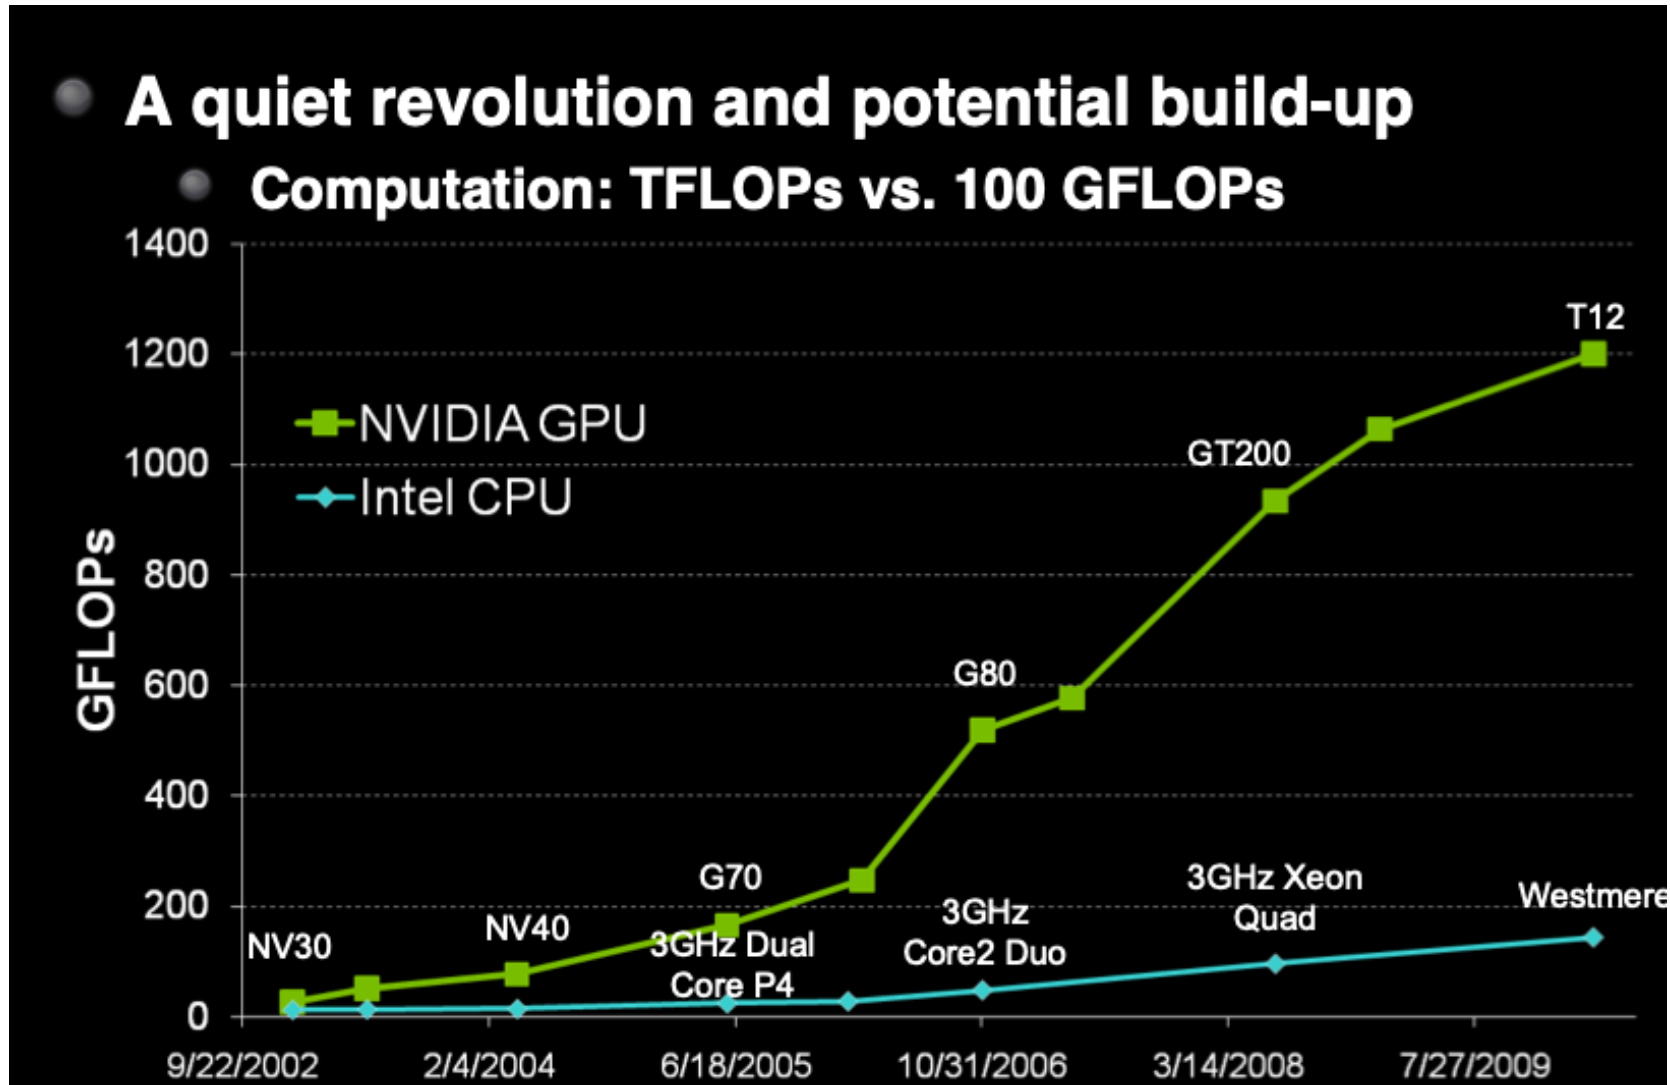 A quiet revolution and potential build-up
Computation: TFLOPs vs. 100 GFLOPs
1400
1200
1000
800
600
400
200
0
GFLOPs
NVIDIA GPU
Intel CPU
T12
GT200
G80
G70
NV40
NV30
3GHz Dual
Core P4
3GHz
Core2 Duo
3GHz Xeon
Quad
Westmere
9/22/2002
2/4/2004
6/18/2005
10/31/2006
3/14/2008
7/27/2009